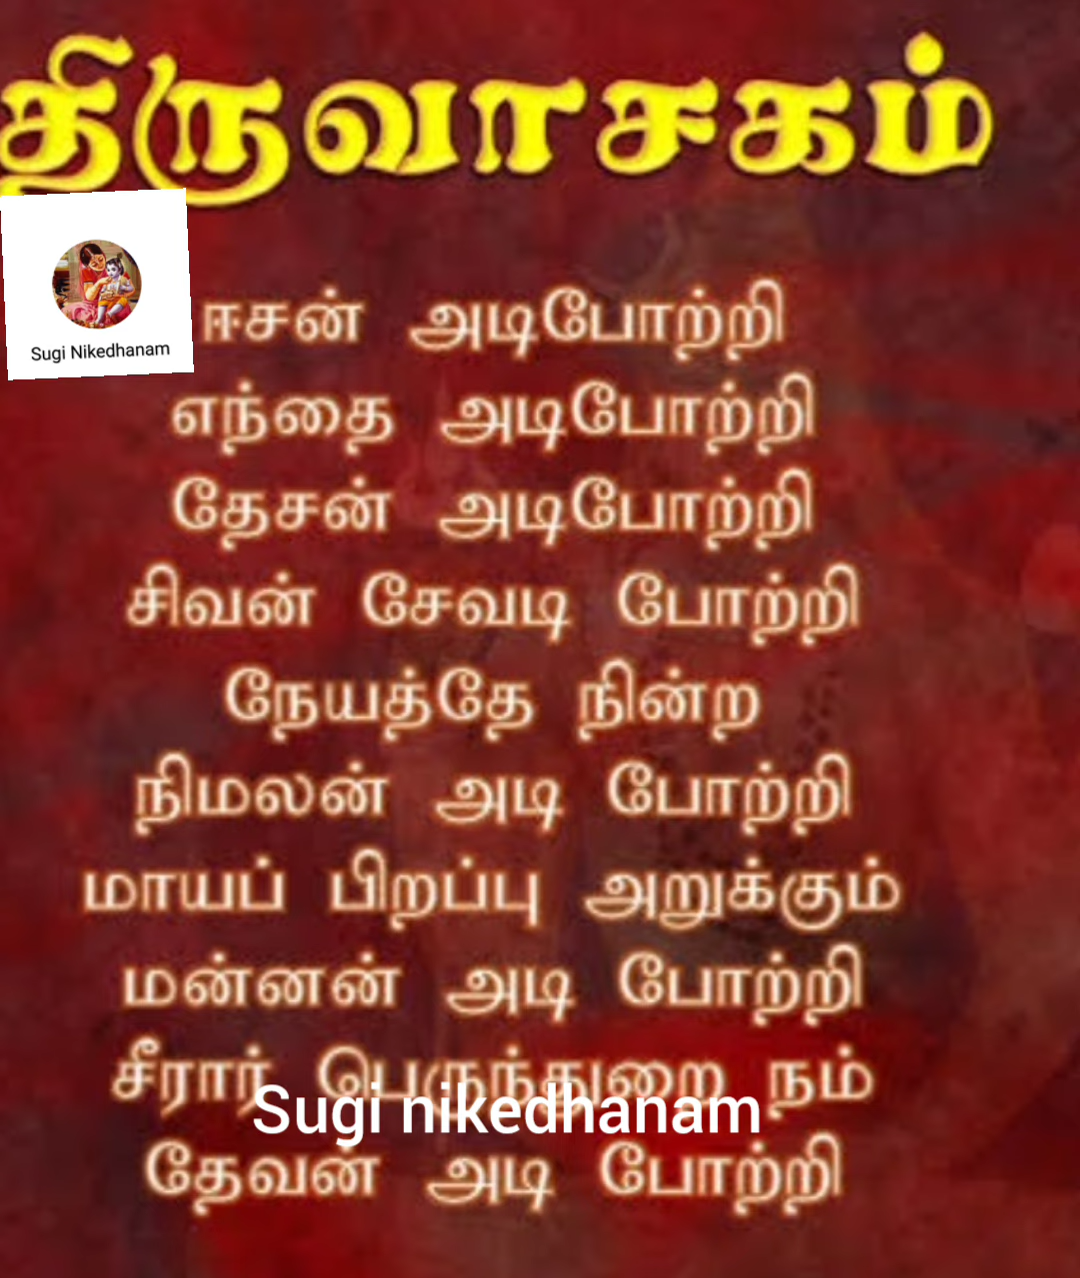 திருவாசகம்
Sugi Nikedhanam
ஈசன் அடிபோற்றி
எந்தை அடிபோற்றி
தேசன் அடிபோற்றி
சிவன் சேவடி போற்றி
நேயத்தே நின்ற
நிமலன் அடி போற்றி
மாயப் பிறப்பு அறுக்கும்
மன்னன் அடி போற்றி
சீரார் பெருந்துறை நம்
Sugi nikedhanam
தேவன் அடி போற்றி